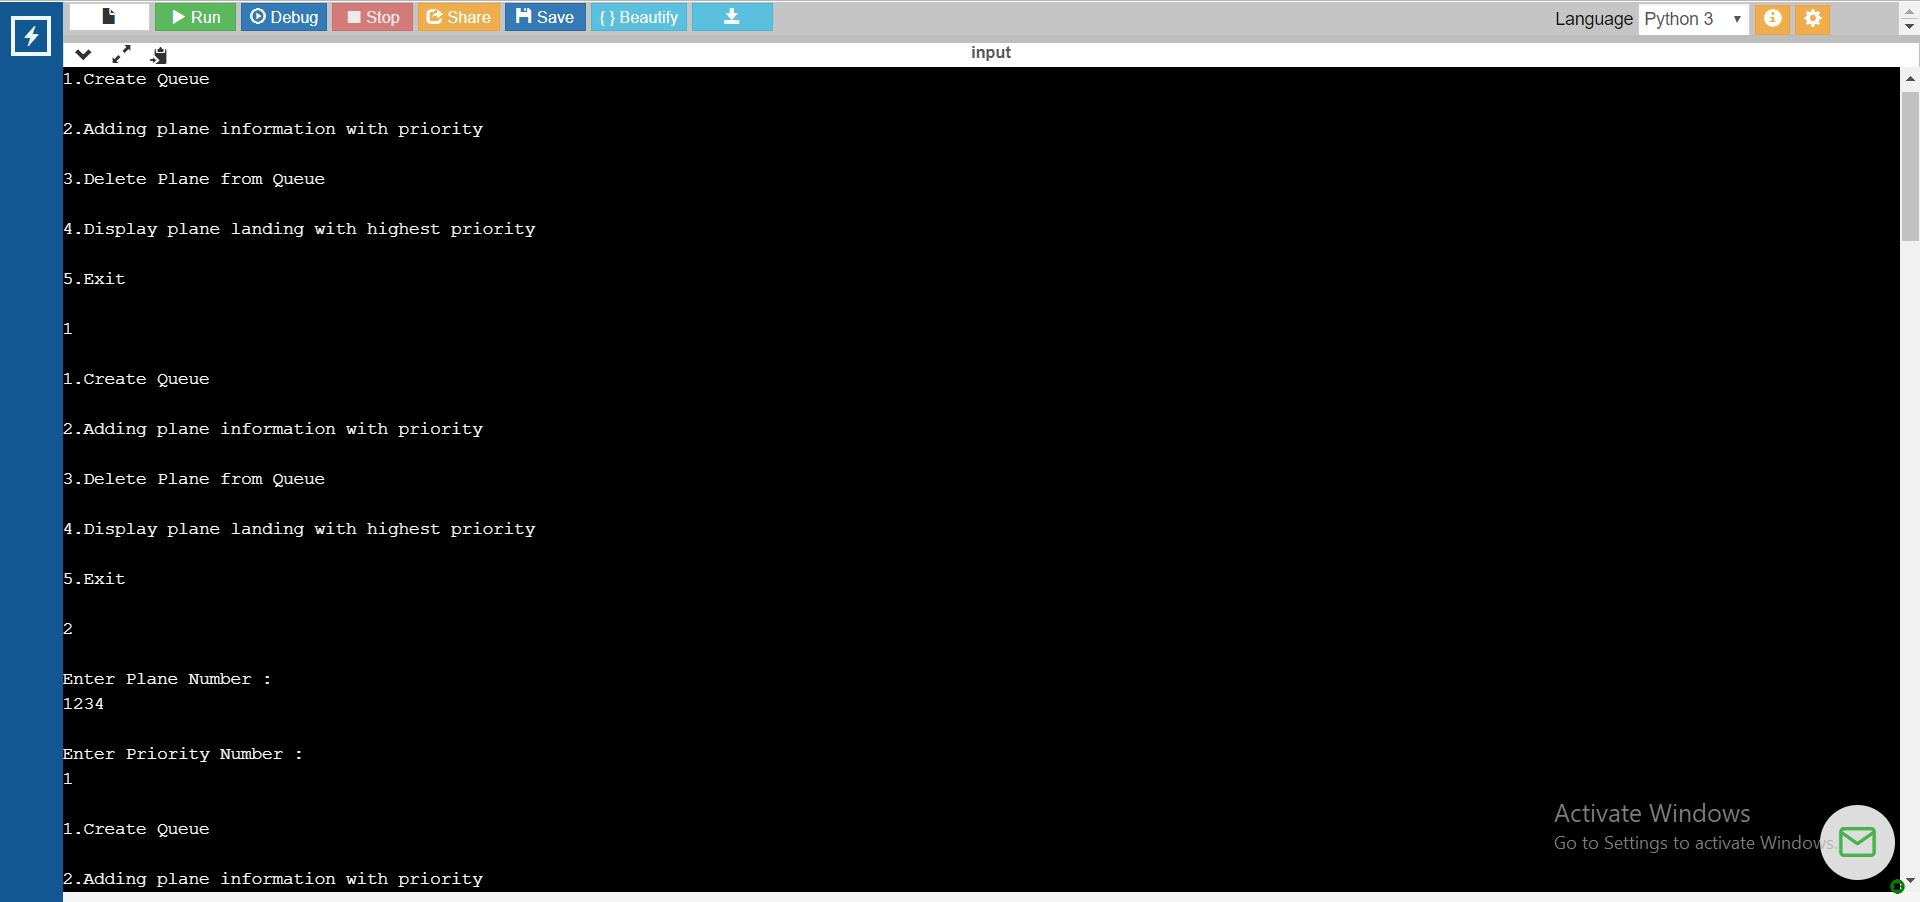 Run Debug Stop Share Save { } Beautify Language Python 3
input
1.Create Queue
2.Adding plane information with priority
3.Delete Plane from Queue
4.Display plane landing with highest priority
5.Exit
1
1.Create Queue
2.Adding plane information with priority
3.Delete Plane from Queue
4.Display plane landing with highest priority
5.Exit
2
Enter Plane Number :
1234
Enter Priority Number :
1
1.Create Queue
2.Adding plane information with priority
Activate Windows
Go to Settings to activate Windows.